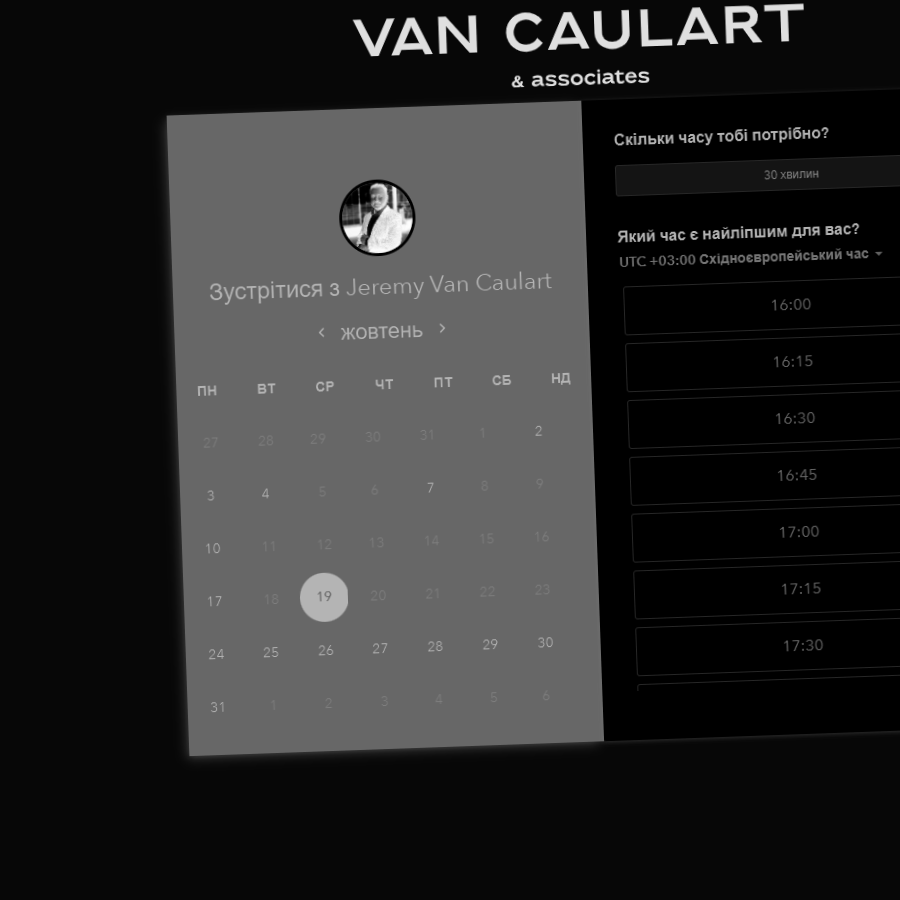 VAN CAULART
& associates
Зустрітися з Jeremy Van Caulart
жовтень
ПН ВТ СР ЧТ ПТ СБ НД
27 28 29 30 31 1 2
3 4 5 6 7 8 9
10 11 12 13 14 15 16
17 18 19 20 21 22 23
24 25 26 27 28 29 30
31 1 2 3 4 5 6
Скільки часу тобі потрібно?
30 хвилин
Який час є найліпшим для вас?
UTC +03:00 Східноєвропейський час
16:00
16:15
16:30
16:45
17:00
17:15
17:30